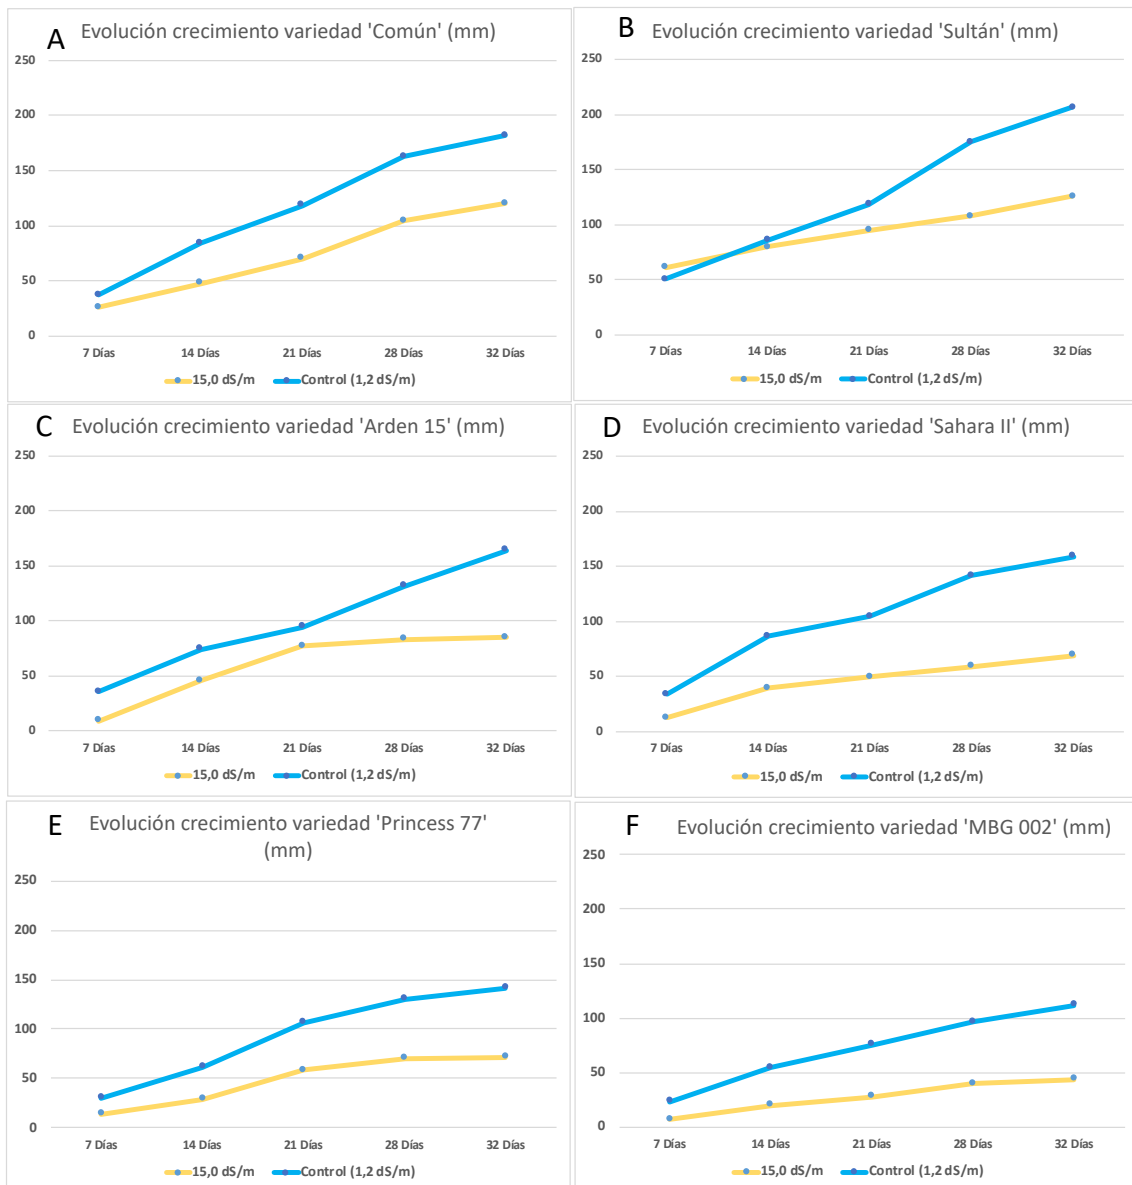 A
Evolución crecimiento variedad 'Común' (mm)
250
200
150
100
50
0
7 Días 14 Días 21 Días 28 Días 32 Días
15,0 dS/m Control (1,2 dS/m)
B
Evolución crecimiento variedad 'Sultán' (mm)
250
200
150
100
50
0
7 Días 14 Días 21 Días 28 Días 32 Días
15,0 dS/m Control (1,2 dS/m)
C
Evolución crecimiento variedad 'Arden 15' (mm)
250
200
150
100
50
0
7 Días 14 Días 21 Días 28 Días 32 Días
15,0 dS/m Control (1,2 dS/m)
D
Evolución crecimiento variedad 'Sahara II' (mm)
250
200
150
100
50
0
7 Días 14 Días 21 Días 28 Días 32 Días
15,0 dS/m Control (1,2 dS/m)
E
Evolución crecimiento variedad 'Princess 77'
(mm)
250
200
150
100
50
0
7 Días 14 Días 21 Días 28 Días 32 Días
15,0 dS/m Control (1,2 dS/m)
F
Evolución crecimiento variedad 'MBG 002' (mm)
250
200
150
100
50
0
7 Días 14 Días 21 Días 28 Días 32 Días
15,0 dS/m Control (1,2 dS/m)